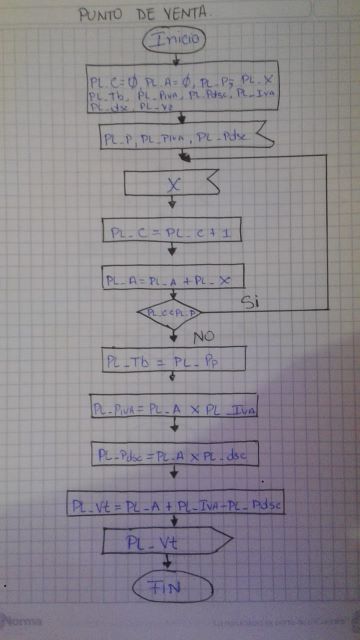 PUNTO DE VENTA.
Inicio
PL_C=Ø, PL_A=Ø, PL_P, PL_X
PL_Tb, PL_PIVA, PL_Pdsc, PL_IVA
PL_dsc, PL_Vt
PL_P, PL_PIVA, PL_Pdsc
X
PL_C = PL_C + 1
PL_A = PL_A + PL_X
PL_C<PL_P
Si
NO
PL_Tb = PL_Pp
PL_PIVA = PL_A X PL_IVA
PL_Pdsc = PL_A X PL_dsc
PL_Vt = PL_A + PL_IVA-PL_Pdsc
PL_Vt
FIN
Norma